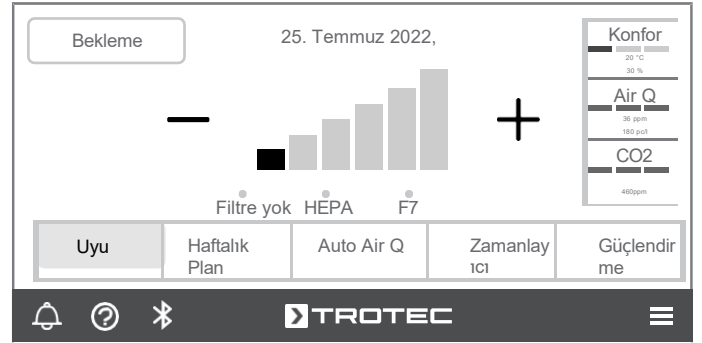 Bekleme
25. Temmuz 2022,
Konfor
20 °C
30 %
Air Q
36 ppm
180 pc/l
CO2
460ppm
Filtre yok HEPA F7
Uyu
Haftalık
Plan
Auto Air Q
Zamanlay
ıcı
Güçlendir
me
TROTEC